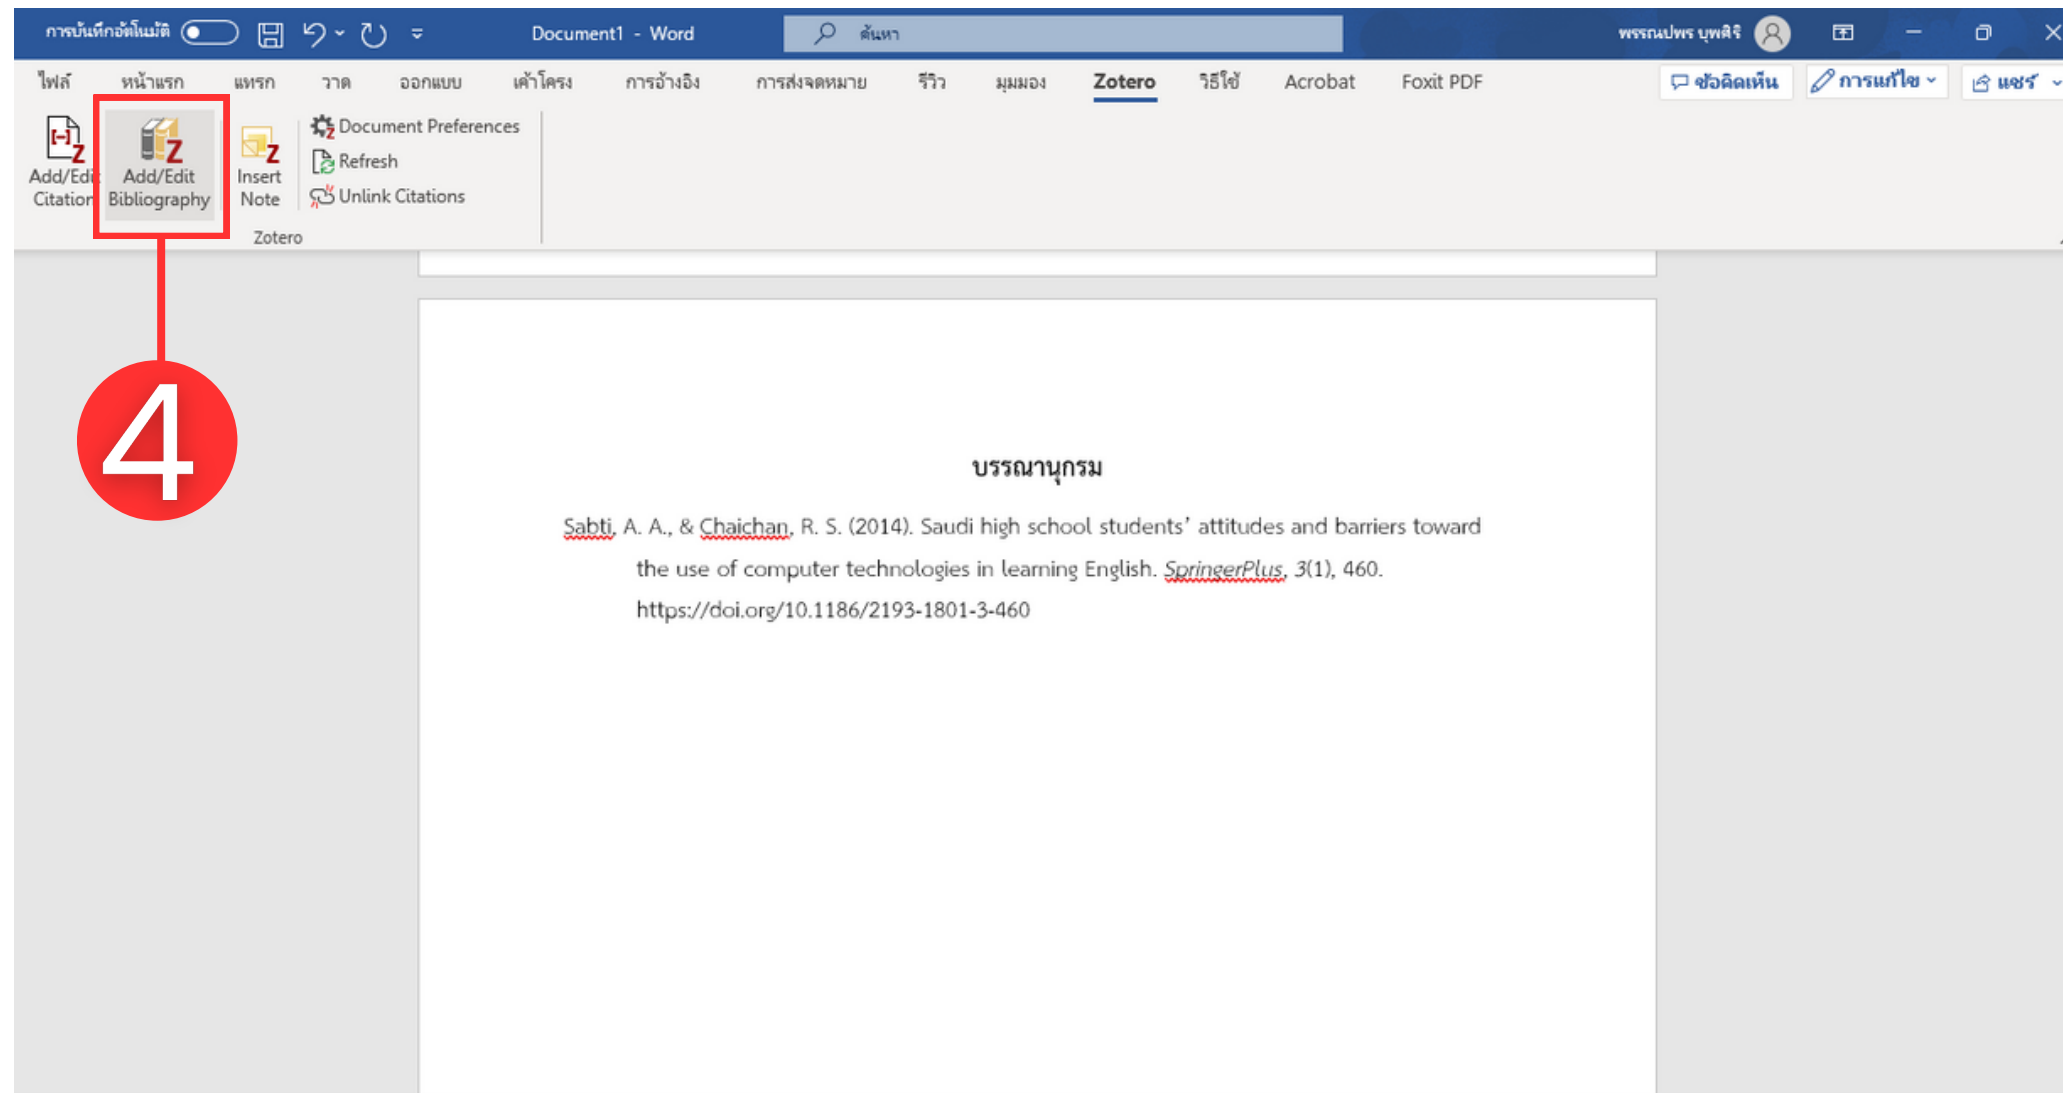 การบันทึกอัตโนมัติ Document1 - Word ค้นหา พรรณปพร บุพศิริ
ไฟล์ หน้าแรก แทรก วาด ออกแบบ เค้าโครง การอ้างอิง การส่งจดหมาย รีวิว มุมมอง Zotero วิธีใช้ Acrobat Foxit PDF ข้อคิดเห็น การแก้ไข แชร์
Add/Edit
Citation
Add/Edit
Bibliography
Insert
Note
Document Preferences
Refresh
Unlink Citations
Zotero
4
บรรณานุกรม
Sabti, A. A., & Chaichan, R. S. (2014). Saudi high school students’ attitudes and barriers toward
the use of computer technologies in learning English. SpringerPlus, 3(1), 460.
https://doi.org/10.1186/2193-1801-3-460